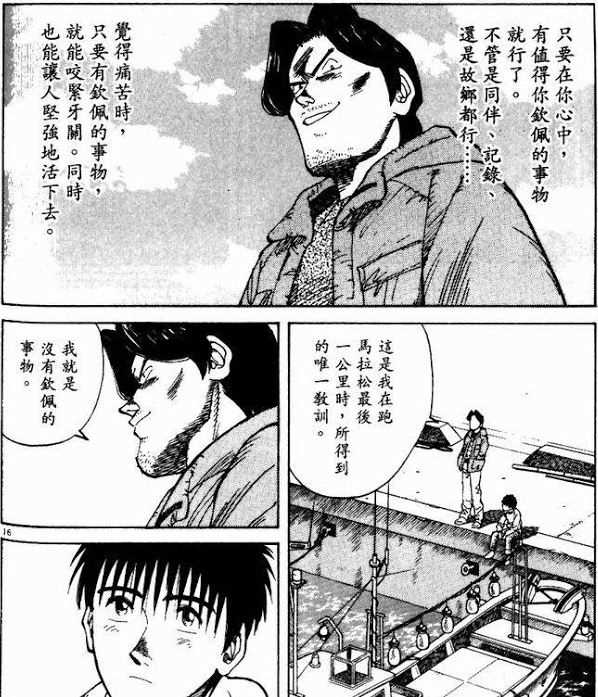 只要在你心中，
有值得你欽佩的事物
就行了。
不管是同伴、記錄、
還是故鄉都行……
覺得痛苦時，
只要有欽佩的事物，
就能咬緊牙關。同時
也能讓人堅強地活下去。
這是我在跑
馬拉松最後
一公里時，所得到
的唯一教訓。
我就是
沒有欽佩的
事物。
16